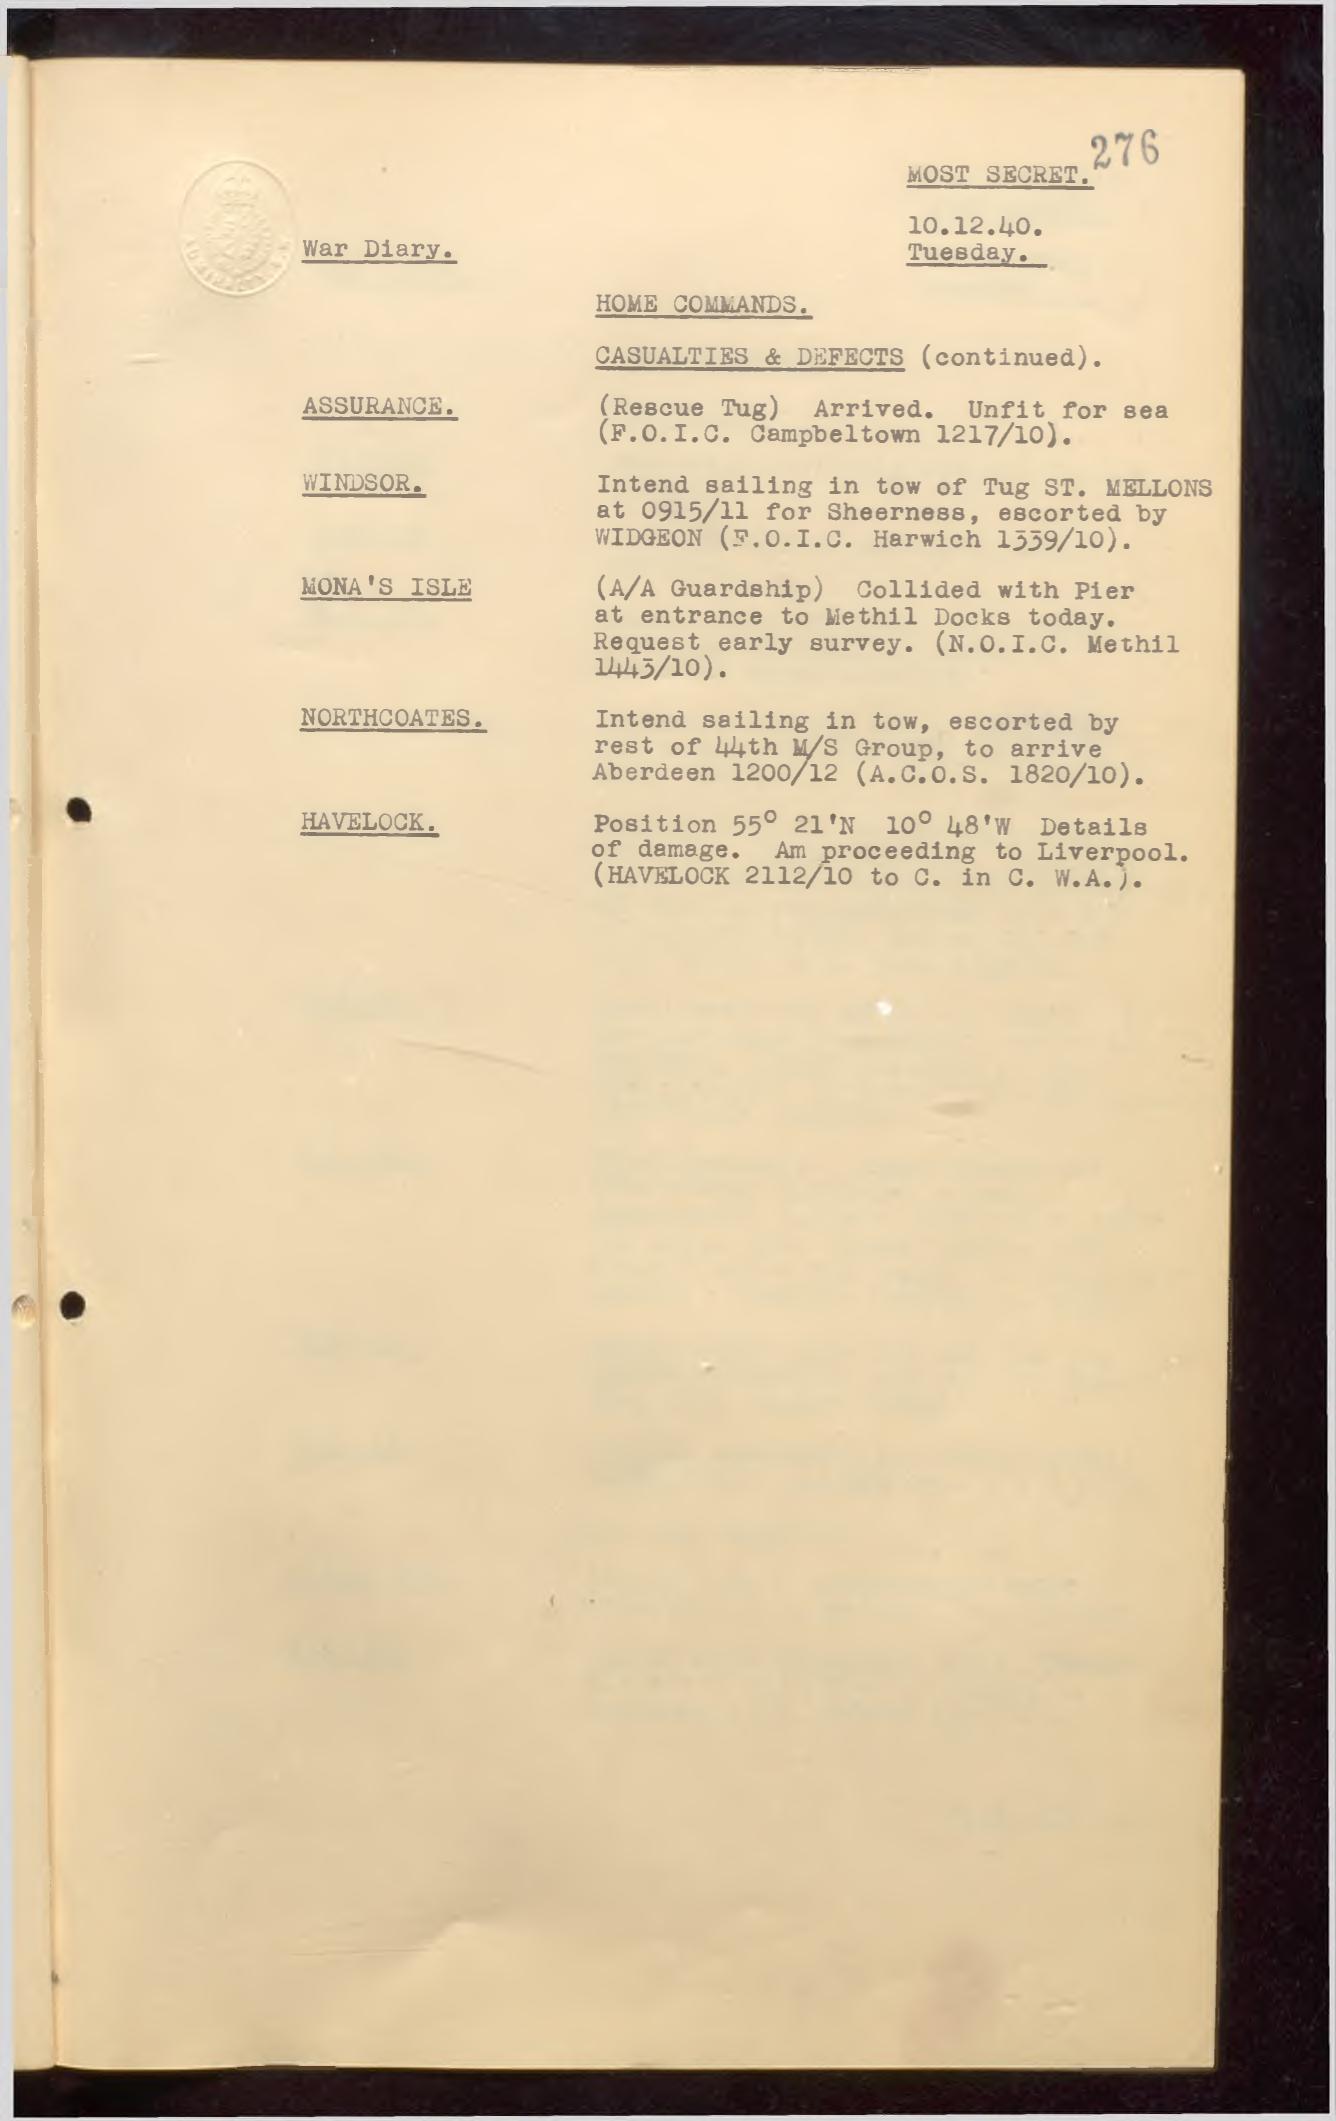 276
MOST SECRET.
10.12.40.
War Diary.
Tuesday.
HOME COMMANDS.
CASUALTIES & DEFECTS (continued).
ASSURANCE. (Rescue Tug) Arrived. Unfit for sea
(F.O.I.C. Campbeltown 1217/10).
WINDSOR. Intend sailing in tow of Tug ST. MELLONS
at 0915/11 for Sheerness, escorted by
WIDGEON (F.O.I.C. Harwich 1339/10).
MONA'S ISLE (A/A Guardship) Collided with Pier
at entrance to Methil Docks today.
Request early survey. (N.O.I.C. Methil
1443/10).
NORTHCOATES. Intend sailing in tow, escorted by
rest of 44th M/S Group, to arrive
Aberdeen 1200/12 (A.C.O.S. 1820/10).
HAVELOCK. Position 55° 21'N 10° 48'W Details
of damage. Am proceeding to Liverpool.
(HAVELOCK 2112/10 to C. in C. W.A.).